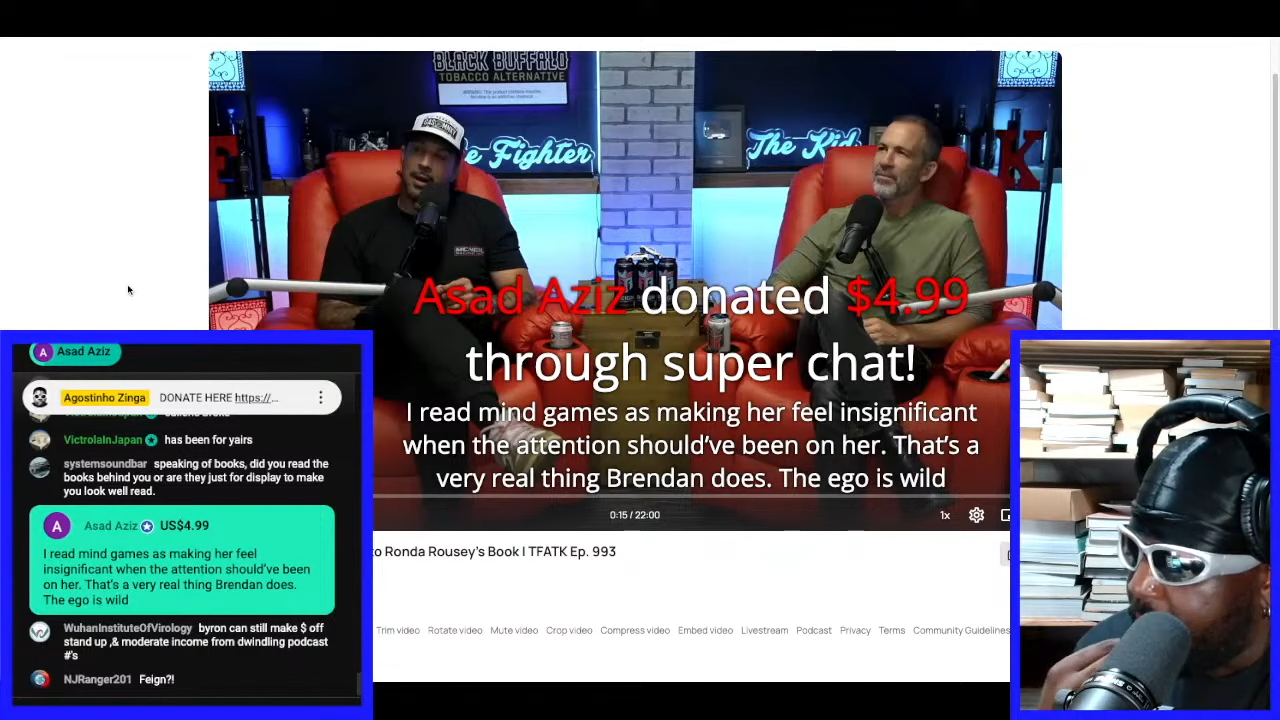 BLACK BUFFALO
TOBACCO ALTERNATIVE
e Fighter
The Kid
K
Asad Aziz donated $4.99
through super chat!
I read mind games as making her feel insignificant
when the attention should've been on her. That's a
very real thing Brendan does. The ego is wild
0:15 / 22:00
1x
to Ronda Rousey's Book | TFATK Ep. 993
Trim video Rotate video Mute video Crop video Compress video Embed video Livestream Podcast Privacy Terms Community Guidelines
A Asad Aziz
Agostinho Zinga DONATE HERE https://...
VictrolaInJapan has been for yairs
systemsoundbar speaking of books, did you read the
books behind you or are they just for display to make
you look well read.
A Asad Aziz US$4.99
I read mind games as making her feel
insignificant when the attention should've been
on her. That's a very real thing Brendan does.
The ego is wild
WuhanInstituteOfVirology byron can still make $ off
stand up ,& moderate income from dwindling podcast
#'s
NJRanger201 Feign?!